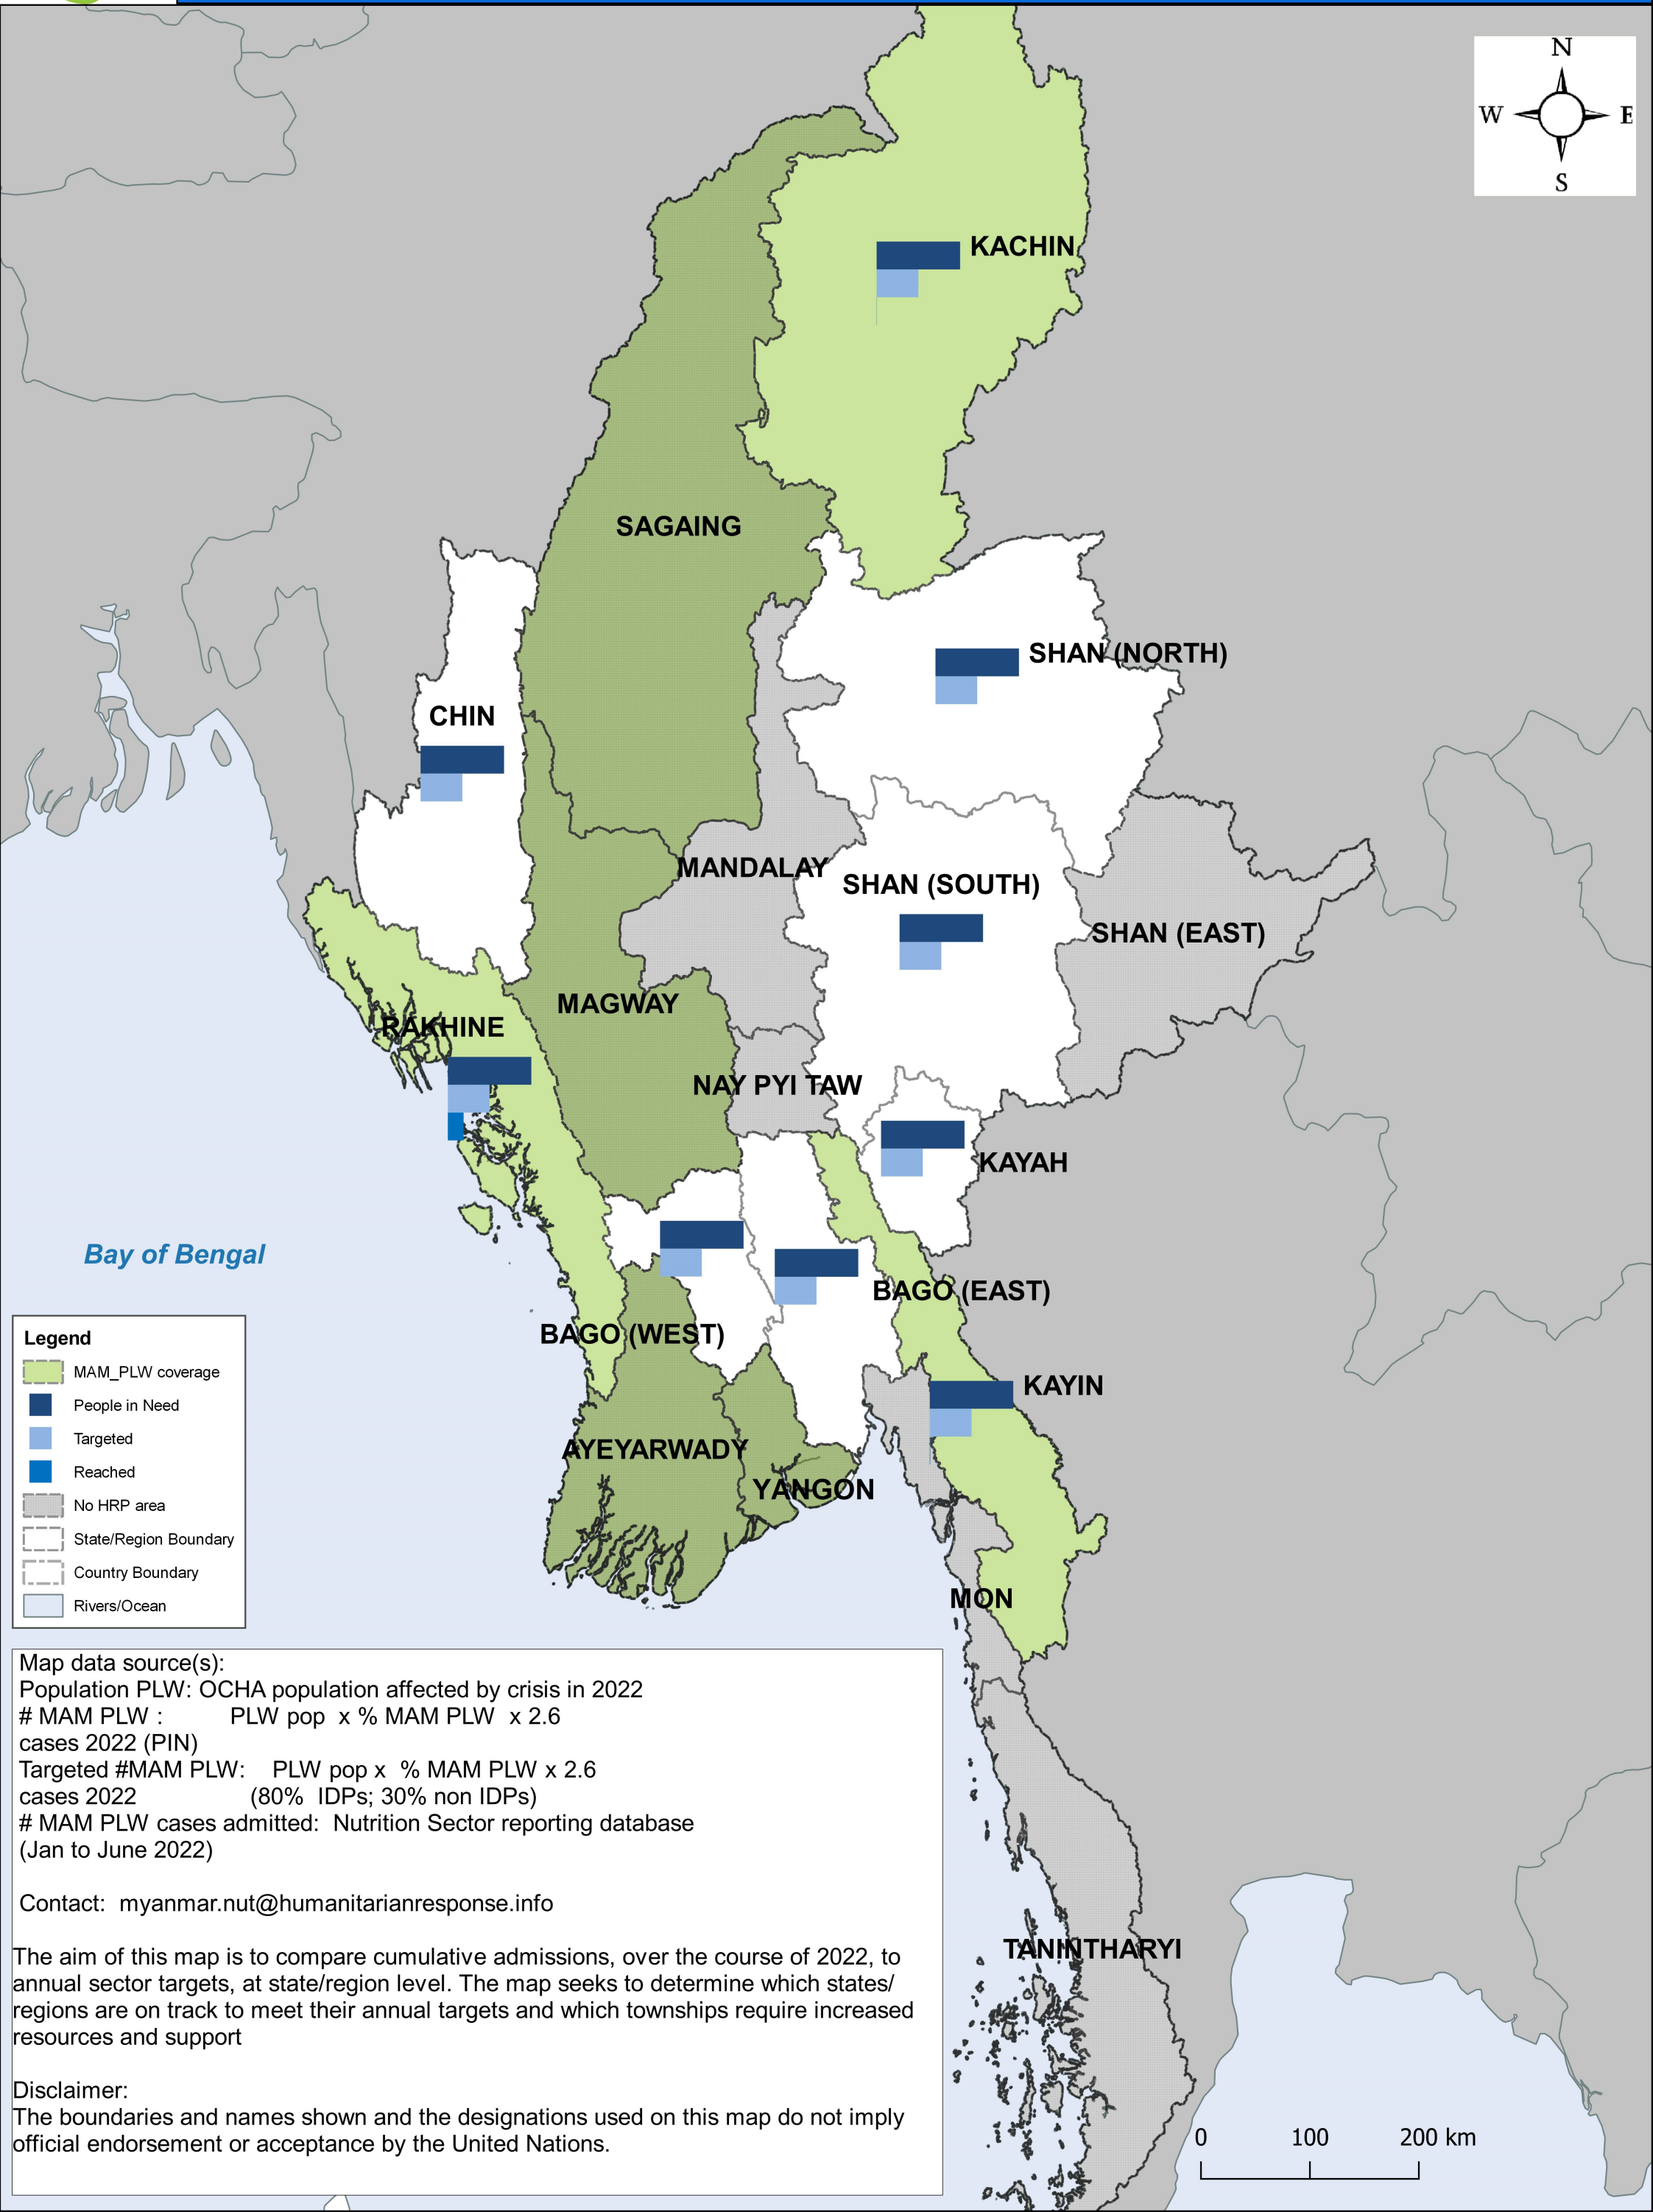 N
W E
S
KACHIN
SAGAING
SHAN (NORTH)
CHIN
MANDALAY
SHAN (SOUTH)
SHAN (EAST)
MAGWAY
RAKHINE
NAY PYI TAW
KAYAH
Bay of Bengal
BAGO (EAST)
BAGO (WEST)
KAYIN
AYEYARWADY
YANGON
MON
TANINTHARYI
Legend
MAM_PLW coverage
People in Need
Targeted
Reached
No HRP area
State/Region Boundary
Country Boundary
Rivers/Ocean
Map data source(s):
Population PLW: OCHA population affected by crisis in 2022
# MAM PLW : PLW pop x % MAM PLW x 2.6
cases 2022 (PIN)
Targeted #MAM PLW: PLW pop x % MAM PLW x 2.6
cases 2022 (80% IDPs; 30% non IDPs)
# MAM PLW cases admitted: Nutrition Sector reporting database
(Jan to June 2022)
Contact: myanmar.nut@humanitarianresponse.info
The aim of this map is to compare cumulative admissions, over the course of 2022, to
annual sector targets, at state/region level. The map seeks to determine which states/
regions are on track to meet their annual targets and which townships require increased
resources and support
Disclaimer:
The boundaries and names shown and the designations used on this map do not imply
official endorsement or acceptance by the United Nations.
0 100 200 km